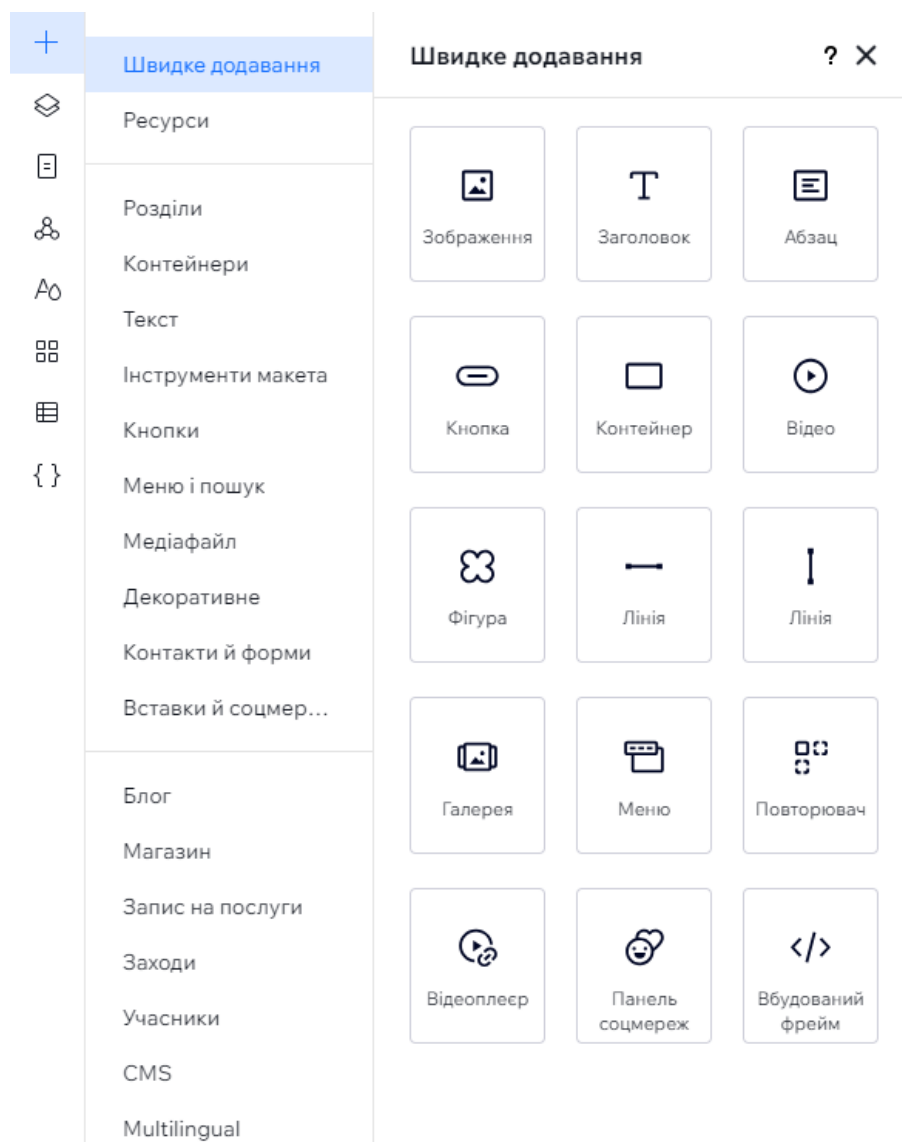 Швидке додавання
Ресурси
Розділи
Контейнери
Текст
Інструменти макета
Кнопки
Меню і пошук
Медіафайл
Декоративне
Контакти й форми
Вставки й соцмер...
Блог
Магазин
Запис на послуги
Заходи
Учасники
CMS
Multilingual
Швидке додавання ?
Зображення Заголовок Абзац
Кнопка Контейнер Відео
Фігура Лінія Лінія
Галерея Меню Повторювач
Відеоплеєр Панель соцмереж Вбудований фрейм